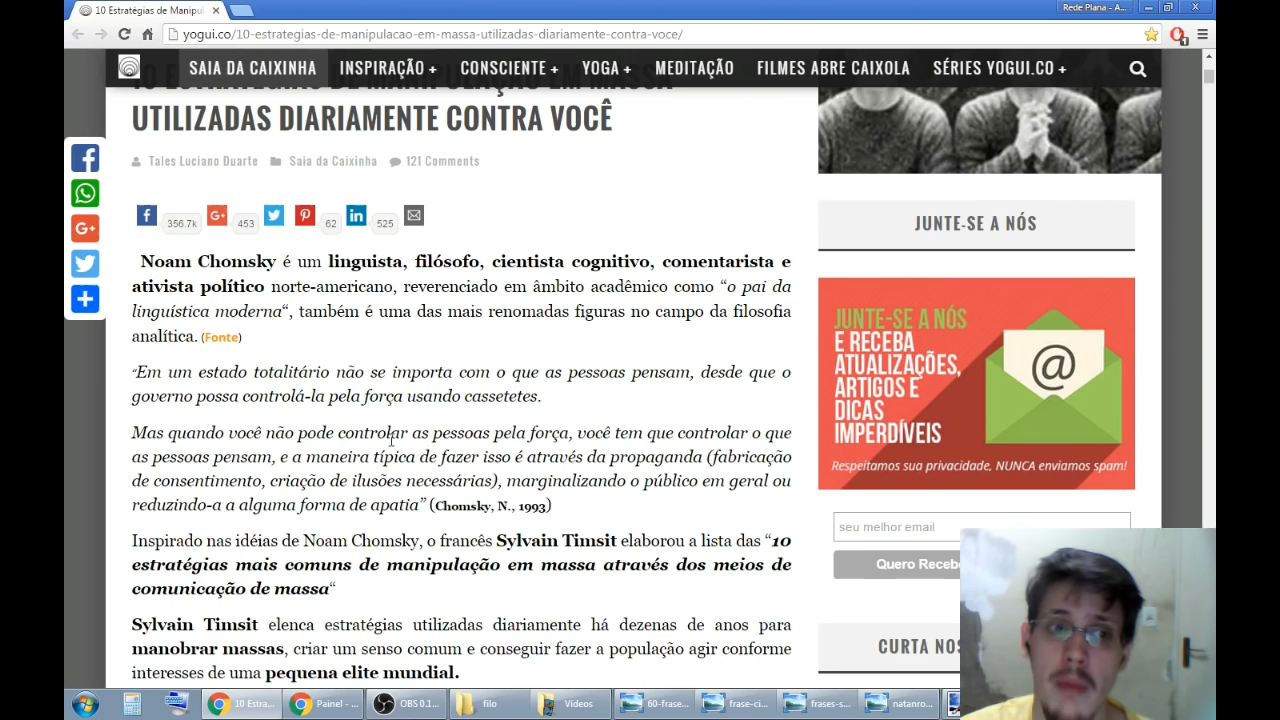 10 Estratégias de Manipul
Rede Plana - A...
yogui.co/10-estrategias-de-manipulacao-em-massa-utilizadas-diariamente-contra-voce/
1
SAIA DA CAIXINHA
INSPIRAÇÃO +
CONSCIENTE +
YOGA +
MEDITAÇÃO
FILMES ABRE CAIXOLA
SÉRIES YOGUI.CO +
10 ESTRATÉGIAS DE MANIPULAÇÃO EM MASSA
UTILIZADAS DIARIAMENTE CONTRA VOCÊ
Tales Luciano Duarte
Saia da Caixinha
121 Comments
356.7k
453
62
525
Noam Chomsky é um linguista, filósofo, cientista cognitivo, comentarista e
ativista político norte-americano, reverenciado em âmbito acadêmico como “o pai da
linguística moderna“, também é uma das mais renomadas figuras no campo da filosofia
analítica. (Fonte)
“Em um estado totalitário não se importa com o que as pessoas pensam, desde que o
governo possa controlá-la pela força usando cassetetes.
Mas quando você não pode controlar as pessoas pela força, você tem que controlar o que
as pessoas pensam, e a maneira típica de fazer isso é através da propaganda (fabricação
de consentimento, criação de ilusões necessárias), marginalizando o público em geral ou
reduzindo-a a alguma forma de apatia” (Chomsky, N., 1993)
Inspirado nas idéias de Noam Chomsky, o francês Sylvain Timsit elaborou a lista das “10
estratégias mais comuns de manipulação em massa através dos meios de
comunicação de massa“
Sylvain Timsit elenca estratégias utilizadas diariamente há dezenas de anos para
manobrar massas, criar um senso comum e conseguir fazer a população agir conforme
interesses de uma pequena elite mundial.
JUNTE-SE A NÓS
JUNTE-SE A NÓS
E RECEBA
ATUALIZAÇÕES,
ARTIGOS E
DICAS
IMPERDÍVEIS
@
Respeitamos sua privacidade, NUNCA enviamos spam!
seu melhor email
Quero Recebe
CURTA NOS
10 Estra...
Painel - ...
OBS 0.1...
filo
Vídeos
60-frase...
frase-ci...
frases-s...
natanro...